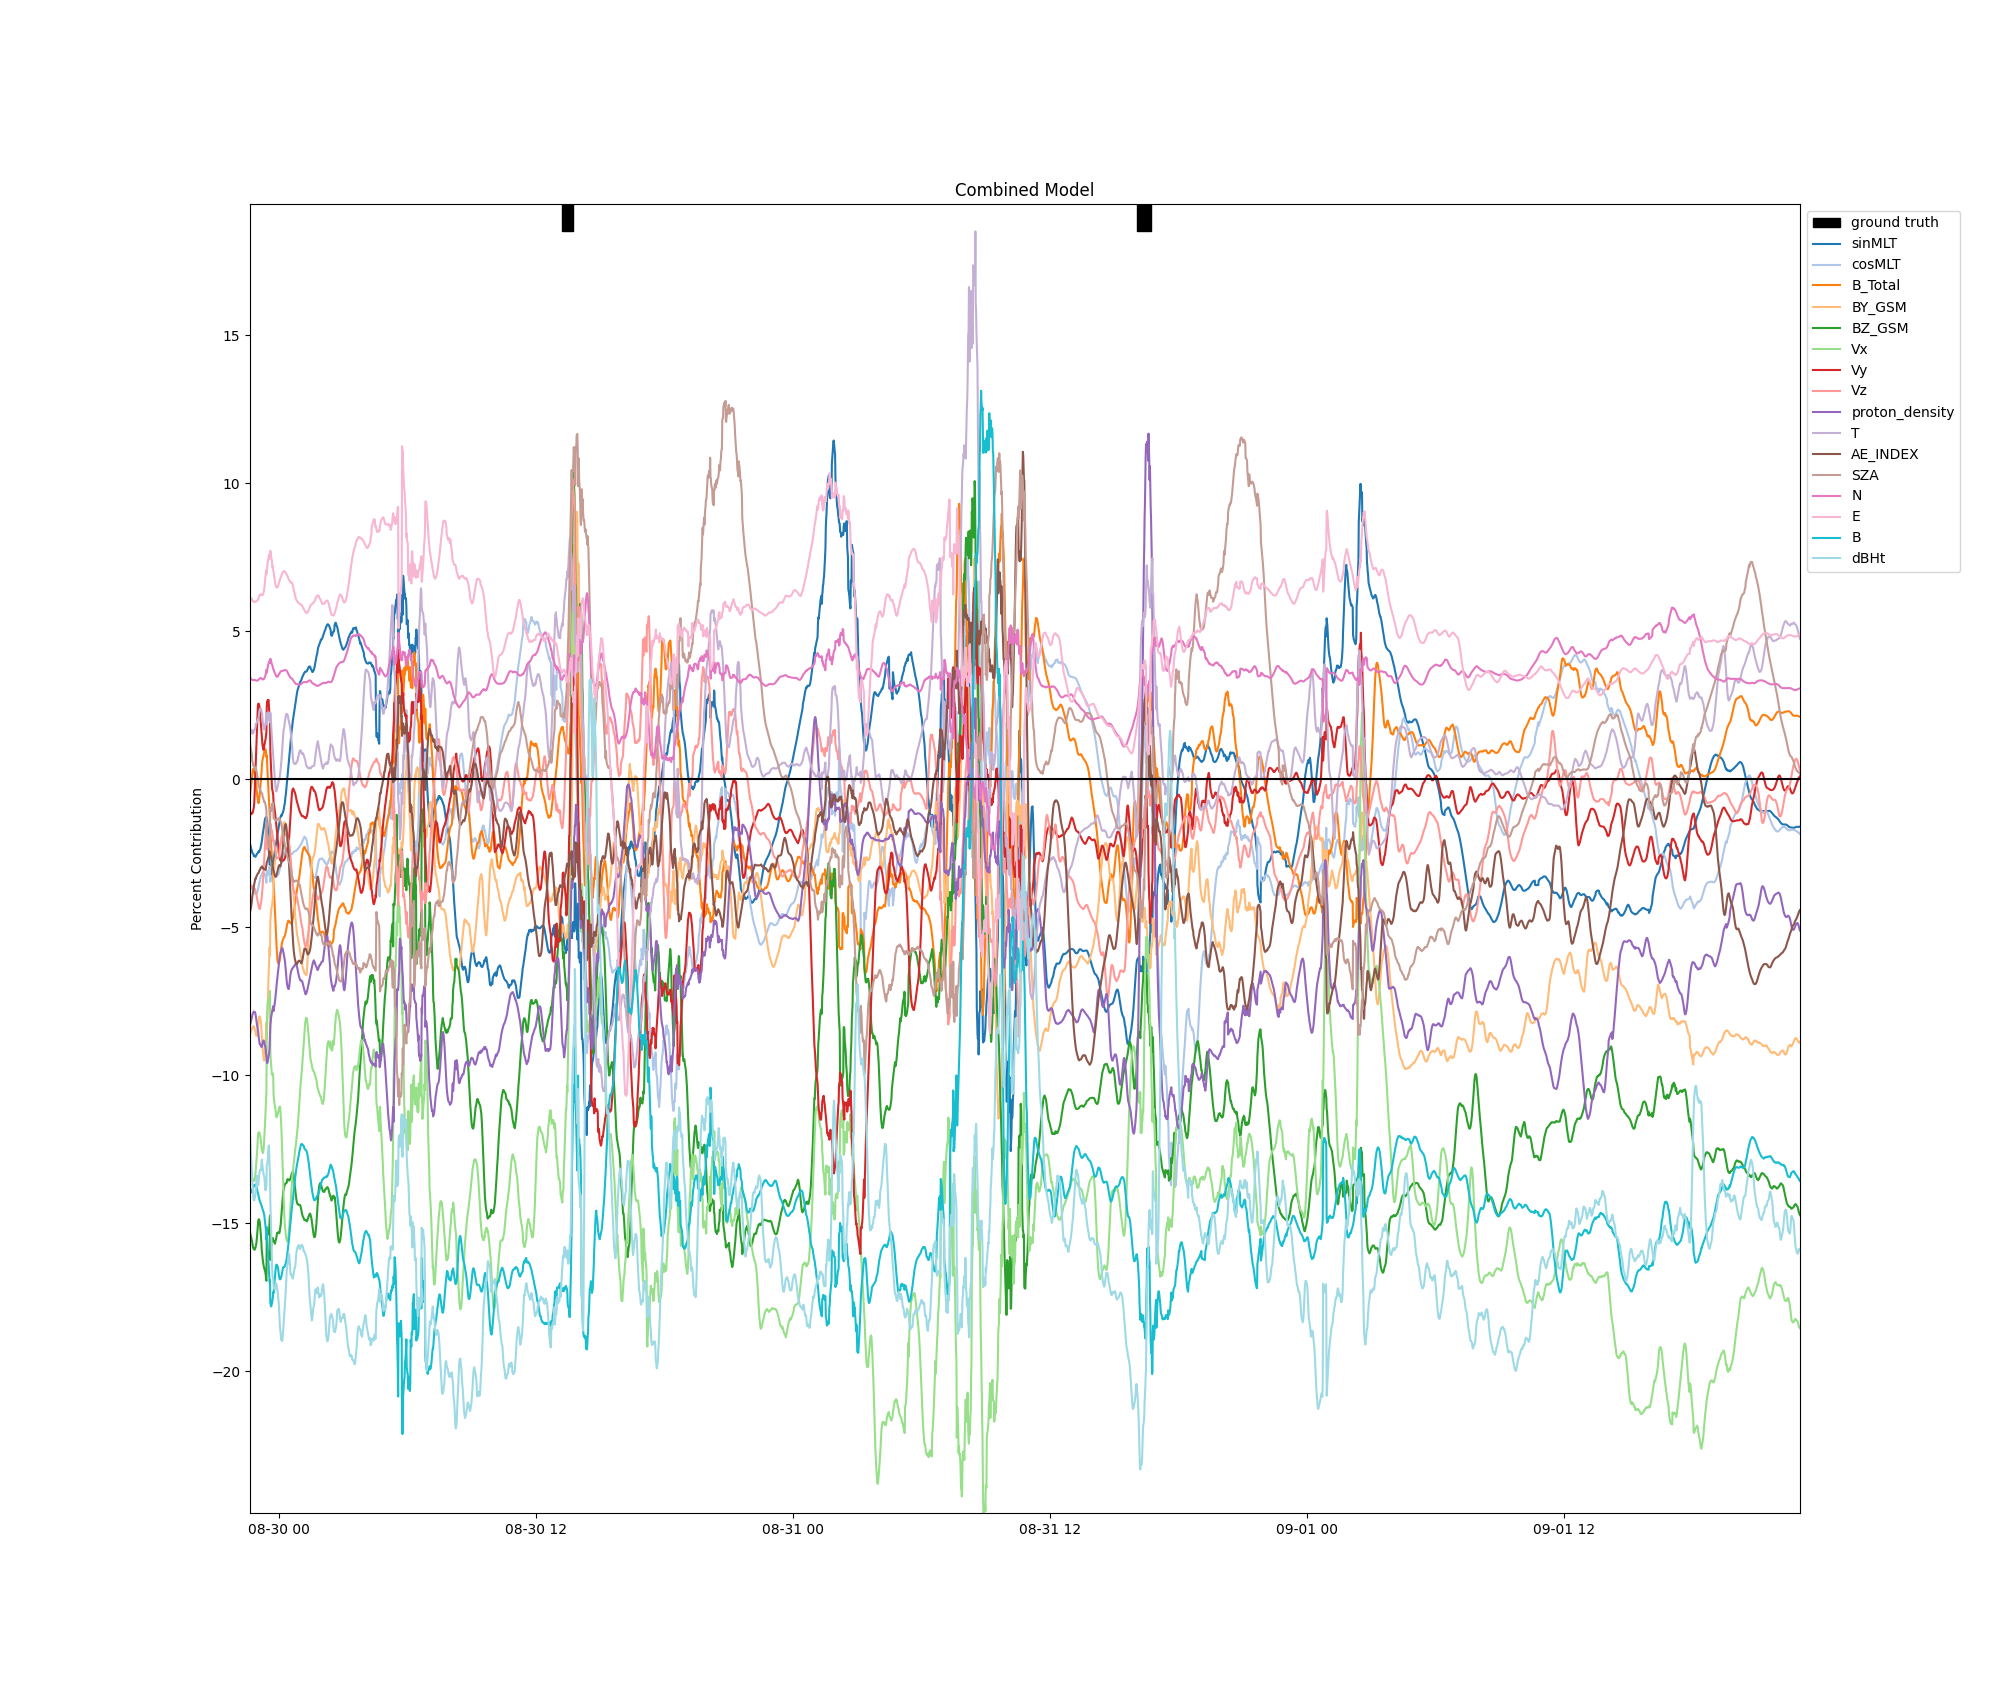 Combined Model
Percent Contribution
15
10
5
0
−5
−10
−15
−20
08-30 00
08-30 12
08-31 00
08-31 12
09-01 00
09-01 12
ground truth
sinMLT
cosMLT
B_Total
BY_GSM
BZ_GSM
Vx
Vy
Vz
proton_density
T
AE_INDEX
SZA
N
E
B
dBHt